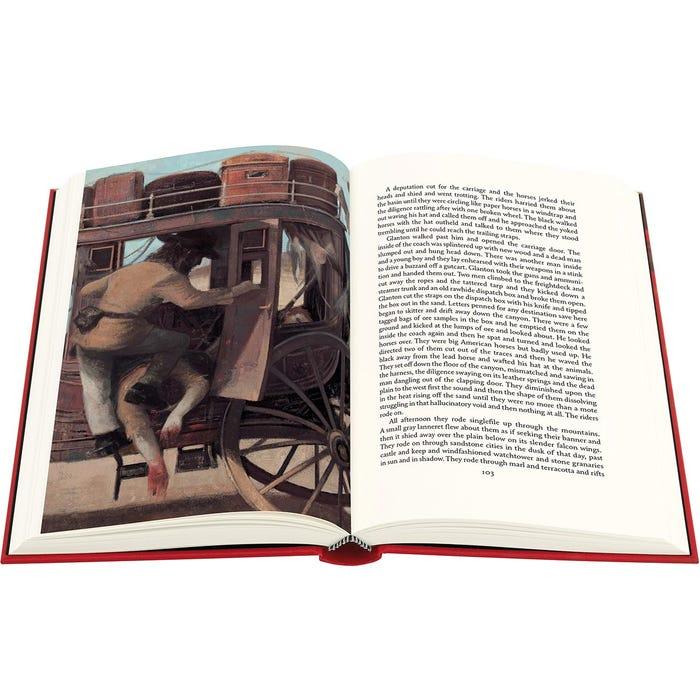 A deputation cut for the carriage and the horses jerked their
heads and shied and went trotting. The riders harried them about
the basin until they were circling like paper horses in a windtrap and
the diligence rattling after with one broken wheel. The black walked
out waving his hat and called them off and he approached the yoked
horses with the hat outheld and talked to them where they stood
trembling until he could reach the trailing straps.
Glanton walked past him and opened the carriage door. The
inside of the coach was splintered up with new wood and a dead man
slumped out and hung head down. There was another man inside
and a young boy and they lay enhearsed with their weapons in a stink
to drive a buzzard off a gutcart. Glanton took the guns and ammuni-
tion and handed them out. Two men climbed to the freightdeck and
cut away the ropes and the tattered tarp and they kicked down a
steamer trunk and an old rawhide dispatch box and broke them open.
Glanton cut the straps on the dispatch box with his knife and tipped
the box out in the sand. Letters penned for any destination save here
began to skitter and drift away down the canyon. There were a few
tagged bags of ore samples in the box and he emptied them on the
ground and kicked at the lumps of ore and looked about. He looked
inside the coach again and then he spat and turned and looked the
horses over. They were big American horses but badly used up. He
directed two of them cut out of the traces and then he waved the
black away from the lead horse and wafted his hat at the animals.
They set off down the floor of the canyon, mismatched and sawing in
the harness, the diligence swaying on its leather springs and the dead
man dangling out of the clapping door. They diminished upon the
plain to the west first the sound and then the shape of them dissolving
in the heat rising off the sand until they were no more than a mote
struggling in that hallucinatory void and then nothing at all. The riders
rode on.
All afternoon they rode singlefile up through the mountains.
A small gray lanneret flew about them as if seeking their banner and
then it shied away over the plain below on its slender falcon wings.
They rode on through sandstone cities in the dusk of that day, past
castle and keep and windfashioned watchtower and stone granaries
in sun and in shadow. They rode through marl and terracotta and rifts
103